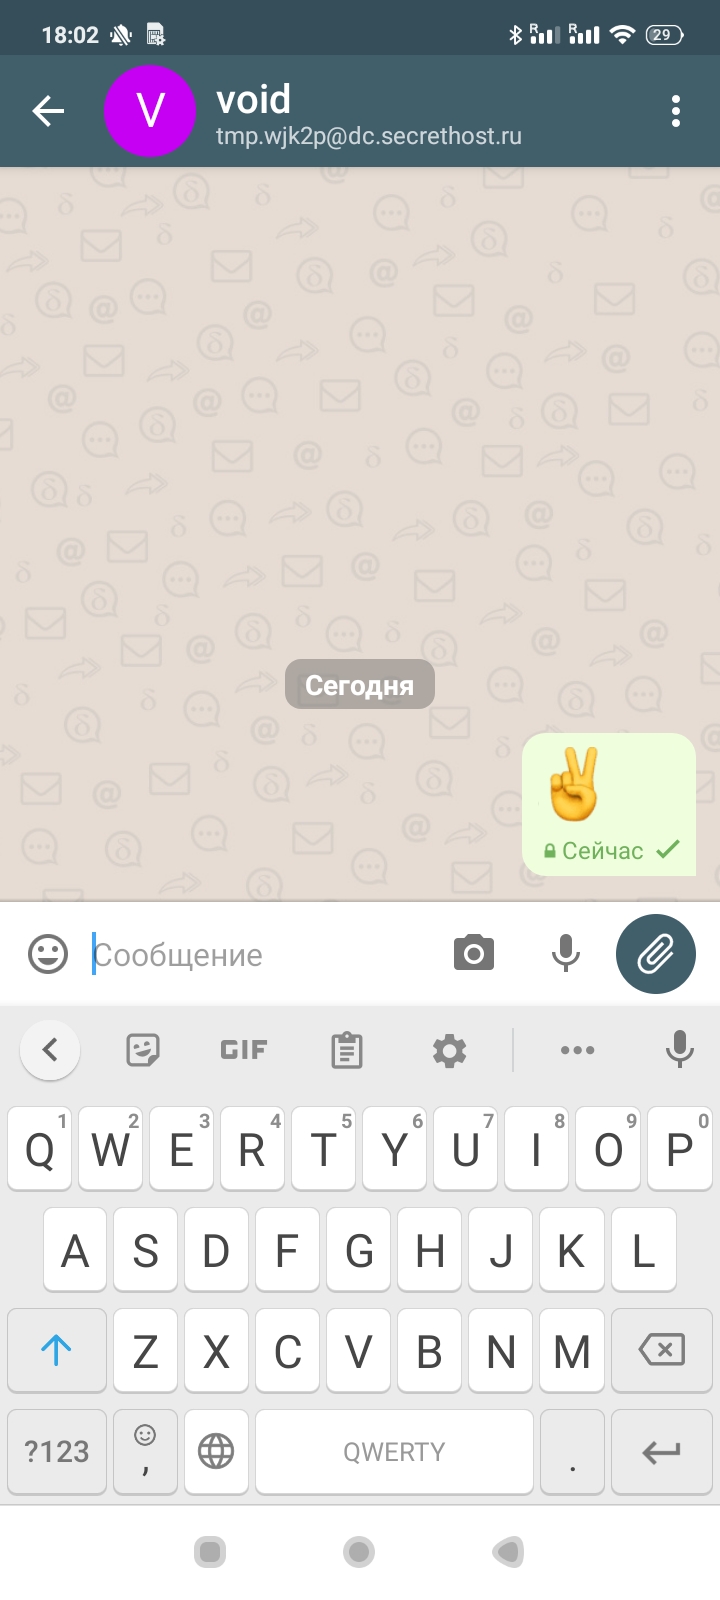 18:02
R R 29
V
void
tmp.wjk2p@dc.secrethost.ru
Сегодня
✌
Сейчас
Сообщение
GIF
1 2 3 4 5 6 7 8 9 0
Q W E R T Y U I O P
A S D F G H J K L
Z X C V B N M
?123 , QWERTY .